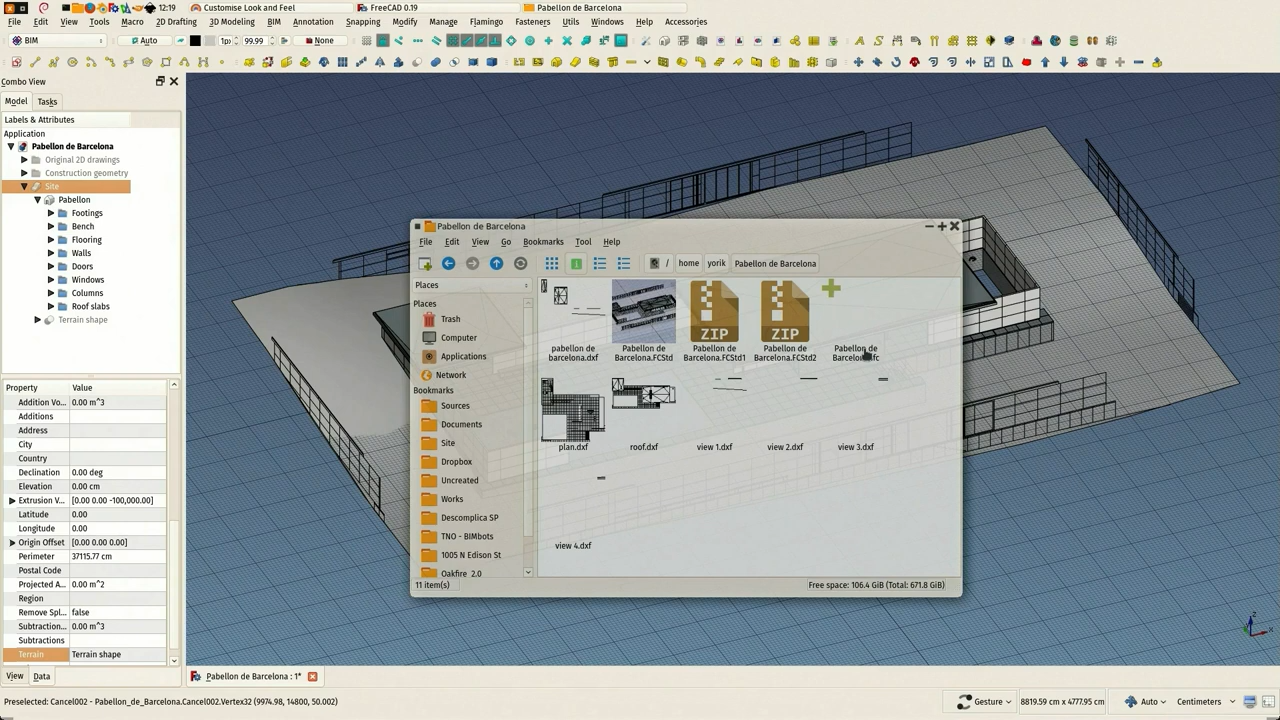 12:19
Customise Look and Feel
FreeCAD 0.19
Pabellon de Barcelona
File Edit View Tools Macro 2D Drafting 3D Modeling BIM Annotation Snapping Modify Manage Flamingo Fasteners Utils Windows Help Accessories
BIM Auto 1p 99.99 None
Combo View
Model Tasks
Labels & Attributes
Application
Pabellon de Barcelona
Original 2D drawings
Construction geometry
Site
Pabellon
Footings
Bench
Flooring
Walls
Doors
Windows
Columns
Roof slabs
Terrain shape
Property Value
Addition Vo... 0.00 m^3
Additions
Address
City
Country
Declination 0.00 deg
Elevation 0.00 cm
Extrusion V... [0.00 0.00 -100,000.00]
Latitude 0.00
Longitude 0.00
Origin Offset [0.00 0.00 0.00]
Perimeter 37115.77 cm
Postal Code
Projected A... 0.00 m^2
Region
Remove Spl... false
Subtraction... 0.00 m^3
Subtractions
Terrain Terrain shape
View Data
Pabellon de Barcelona
File Edit View Go Bookmarks Tool Help
/ home yorik Pabellon de Barcelona
Places
Places
Trash
Computer
Applications
Network
Bookmarks
Sources
Documents
Site
Dropbox
Uncreated
Works
Descomplica SP
TNO - BIMbots
1005 N Edison St
Oakfire 2.0
ZIP ZIP
pabellon de
barcelona.dxf
Pabellon de
Barcelona.FCStd
Pabellon de
Barcelona.FCStd1
Pabellon de
Barcelona.FCStd2
Pabellon de
plan.dxf roof.dxf view 1.dxf view 2.dxf view 3.dxf
view 4.dxf
11 item(s) Free space: 106.4 GiB (Total: 671.8 GiB)
Z
X
Pabellon de Barcelona : 1*
Preselected: Cancel002 - Pabellon_de_Barcelona.Cancel002.Vertex32 (9974.98, 14800, 50.002)
Gesture 8819.59 cm x 4777.95 cm Auto Centimeters